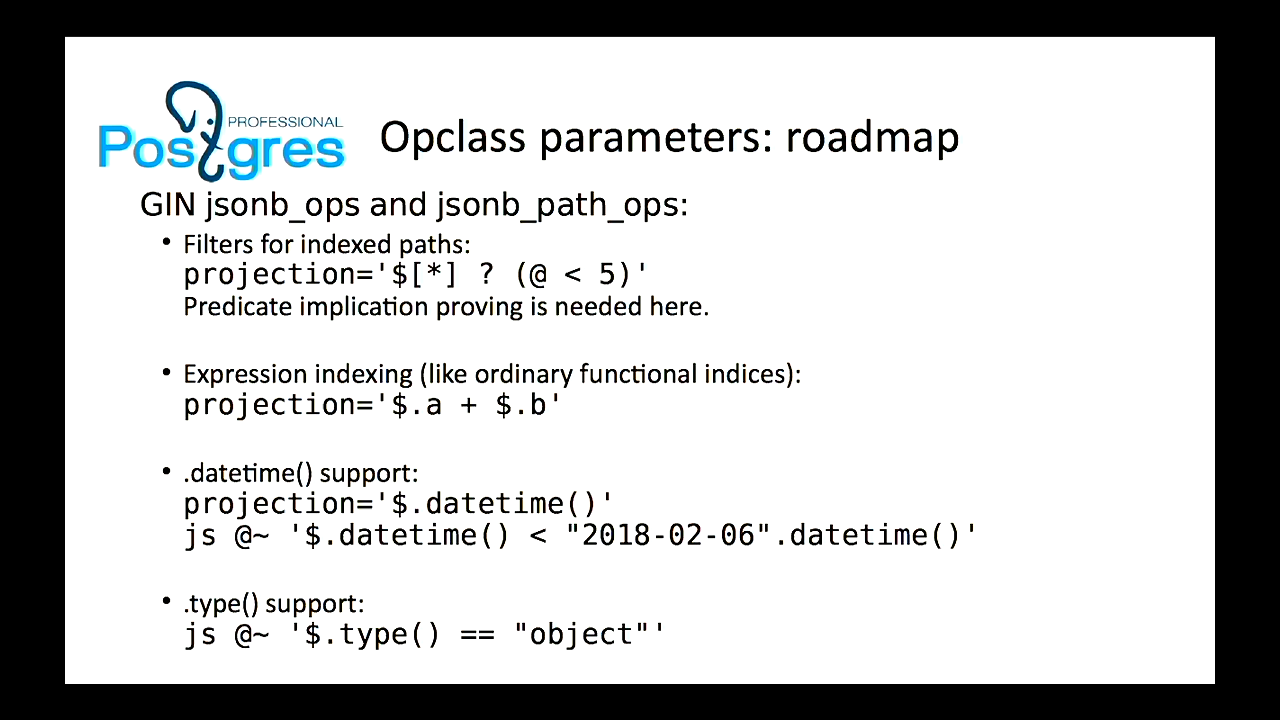 PROFESSIONAL
Postgres
Opclass parameters: roadmap
GIN jsonb_ops and jsonb_path_ops:
• Filters for indexed paths:
projection='$[*] ? (@ < 5)'
Predicate implication proving is needed here.
• Expression indexing (like ordinary functional indices):
projection='$.a + $.b'
• .datetime() support:
projection='$.datetime()'
js @~ '$.datetime() < "2018-02-06".datetime()'
• .type() support:
js @~ '$.type() == "object"'